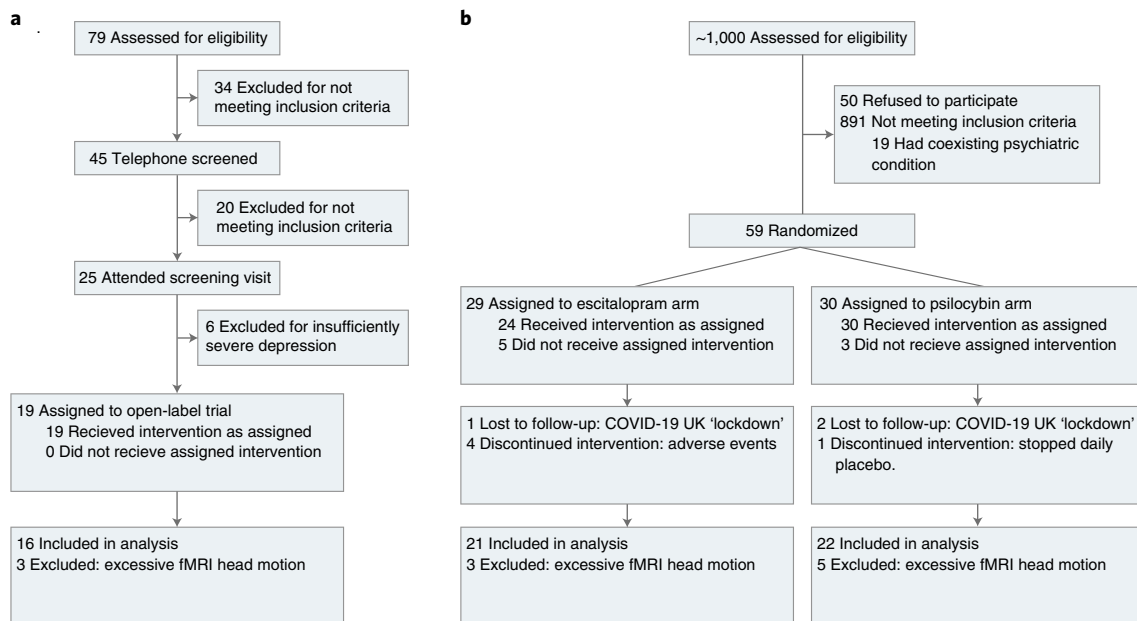 a
79 Assessed for eligibility
34 Excluded for not
meeting inclusion criteria
45 Telephone screened
20 Excluded for not
meeting inclusion criteria
25 Attended screening visit
6 Excluded for insufficiently
severe depression
19 Assigned to open-label trial
19 Recieved intervention as assigned
0 Did not recieve assigned intervention
16 Included in analysis
3 Excluded: excessive fMRI head motion
b
~1,000 Assessed for eligibility
50 Refused to participate
891 Not meeting inclusion criteria
19 Had coexisting psychiatric
condition
59 Randomized
29 Assigned to escitalopram arm
24 Received intervention as assigned
5 Did not receive assigned intervention
30 Assigned to psilocybin arm
30 Recieved intervention as assigned
3 Did not recieve assigned intervention
1 Lost to follow-up: COVID-19 UK ‘lockdown’
4 Discontinued intervention: adverse events
2 Lost to follow-up: COVID-19 UK ‘lockdown’
1 Discontinued intervention: stopped daily
placebo.
21 Included in analysis
3 Excluded: excessive fMRI head motion
22 Included in analysis
5 Excluded: excessive fMRI head motion